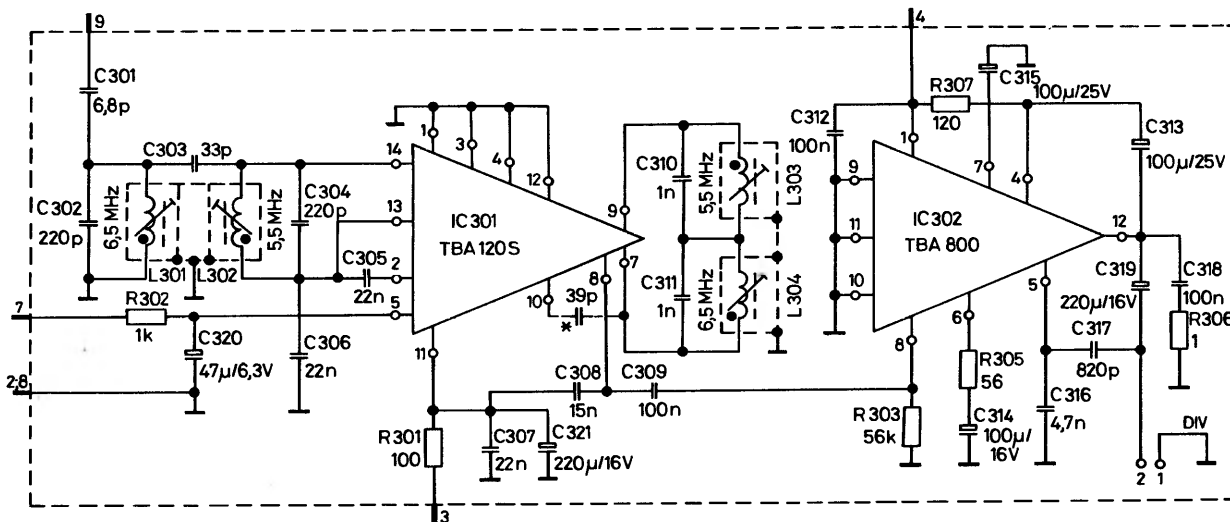 9
4
C301
6,8p
C303
33p
C302
220p
6,5 MHz
5,5 MHz
L301
L302
C304
220p
C305
22n
C306
22n
7
R302
1k
C320
47µ/6,3V
2;8
1
3
4
12
14
13
2
5
11
10
8
7
9
IC301
TBA 120S
39p
*
R301
100
3
C307
22n
C321
220µ/16V
C308
15n
C309
100n
C310
1n
C311
1n
5,5 MHz
6,5 MHz
L303
L304
C312
100n
R307
120
C315
100µ/25V
C313
100µ/25V
1
7
4
9
11
10
12
8
6
5
IC302
TBA 800
R303
56k
R305
56
C314
100µ/
16V
C316
4,7n
C317
820p
C319
220µ/16V
C318
100n
R306
1
DIV
2
1